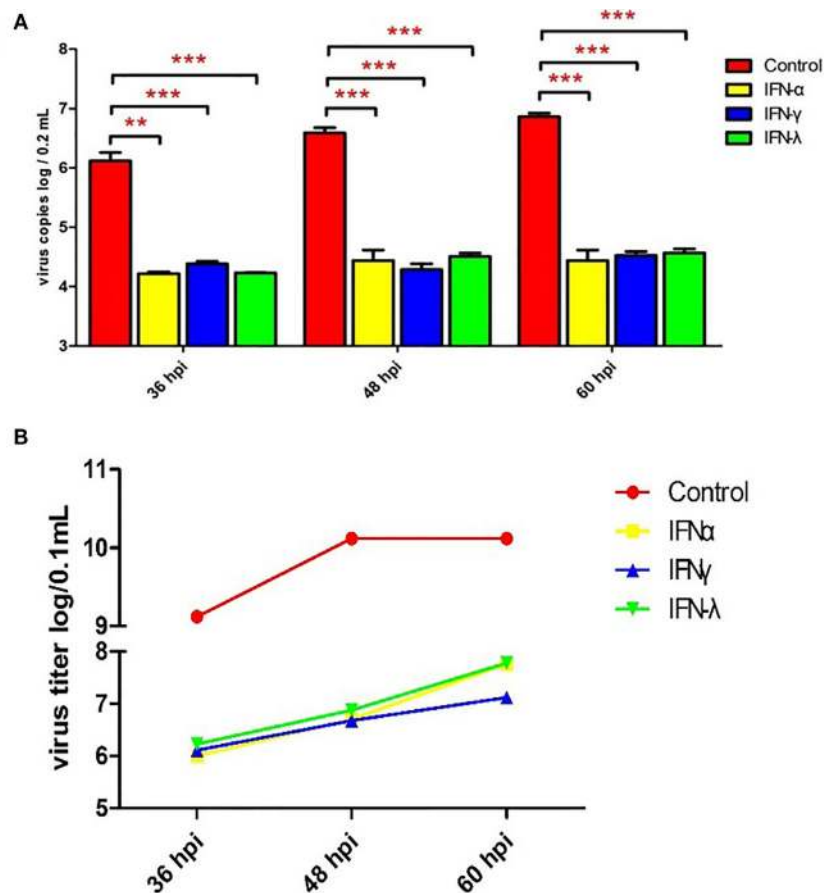 A
virus copies log / 0.2 mL
8
7
6
5
4
3
***
***
**
***
***
***
***
***
***
36 hpi
48 hpi
60 hpi
Control
IFN-α
IFN-γ
IFN-λ
B
virus titer log/0.1mL
11
10
9
8
7
6
5
36 hpi
48 hpi
60 hpi
Control
IFNα
IFNγ
IFN-λ